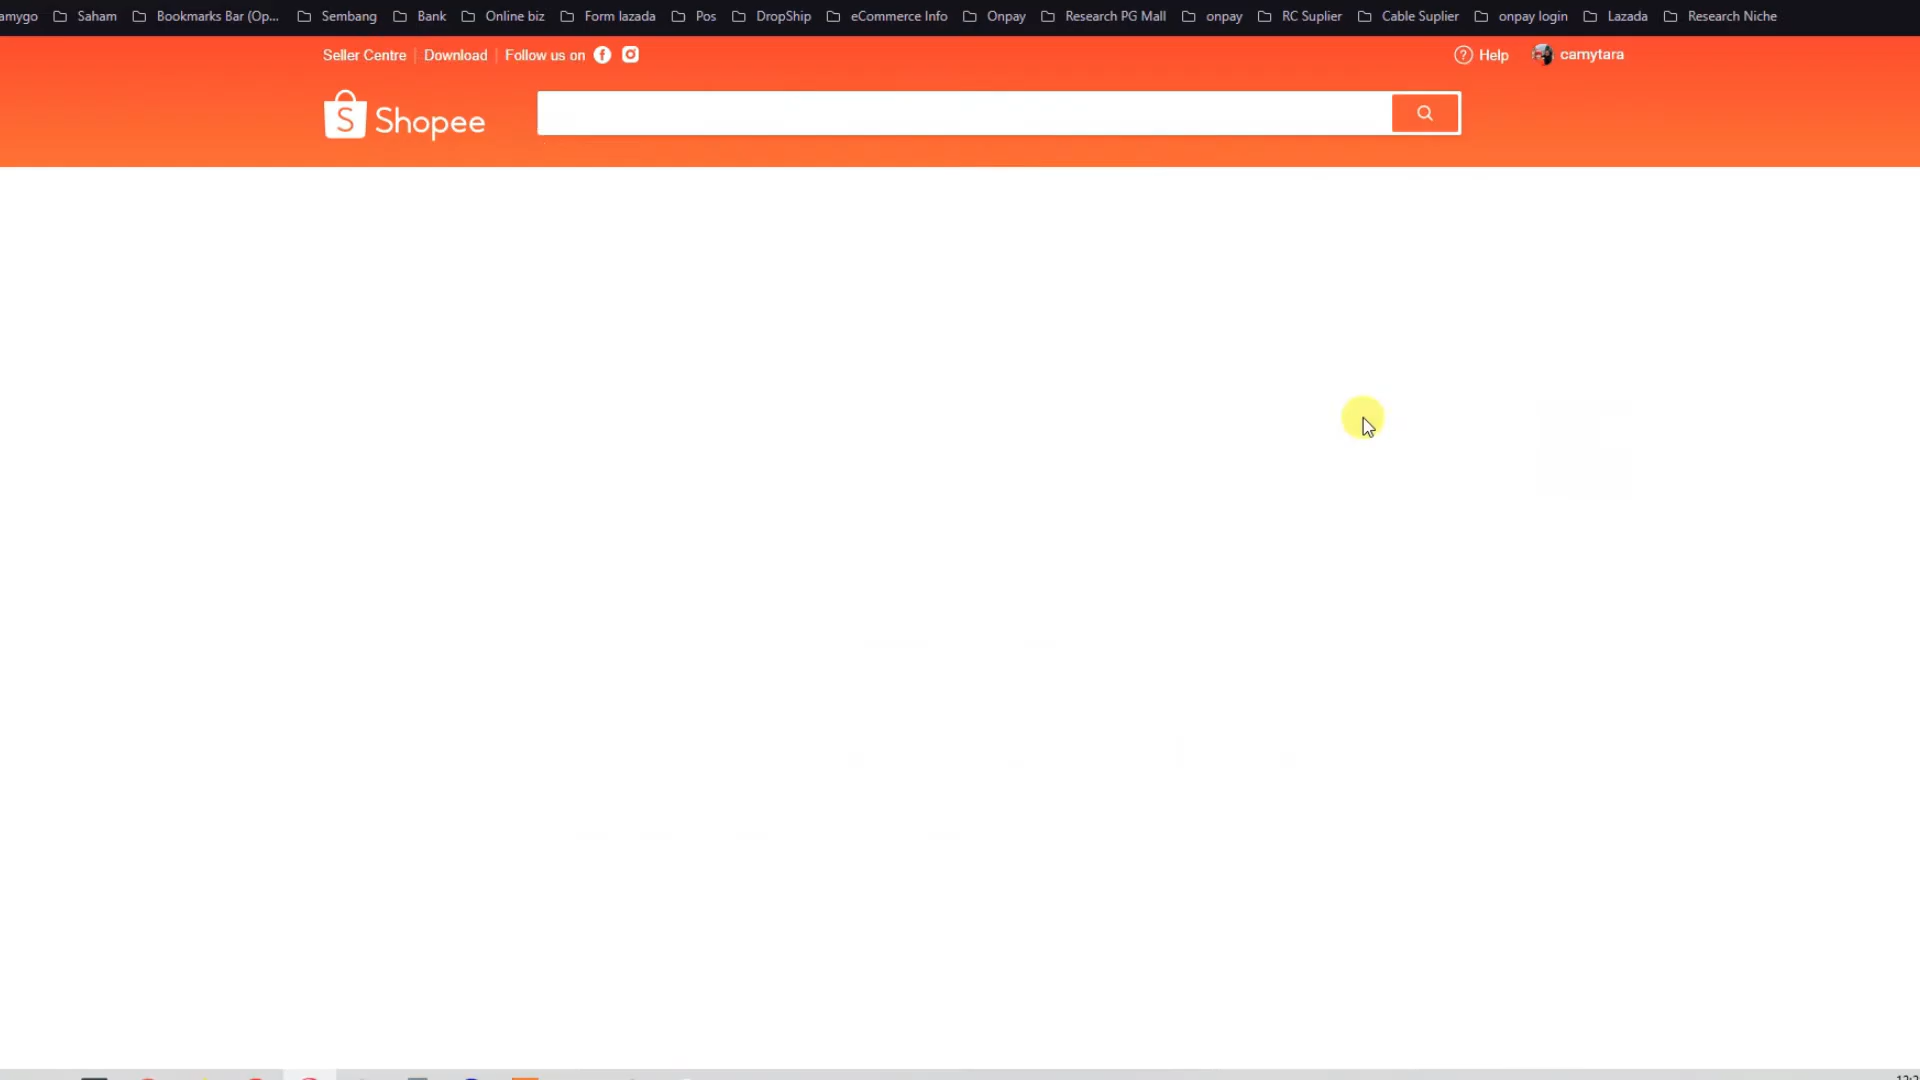 amygo Saham Bookmarks Bar (Op... Sembang Bank Online biz Form lazada Pos DropShip eCommerce Info Onpay Research PG Mall onpay RC Suplier Cable Suplier onpay login Lazada Research Niche
Seller Centre Download Follow us on Help camytara
Shopee